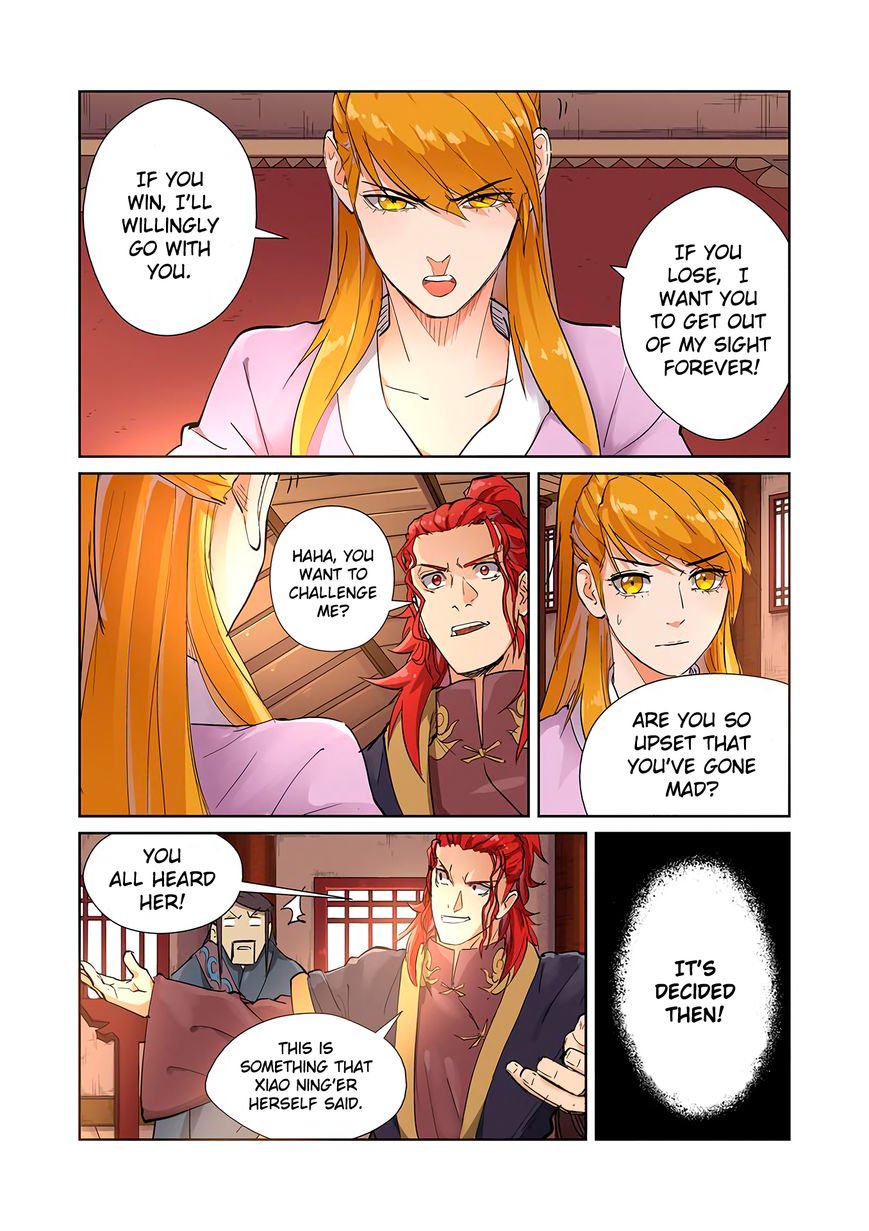 IF YOU
WIN, I'LL
WILLINGLY
GO WITH
YOU.
IF YOU
LOSE, I
WANT YOU
TO GET OUT
OF MY SIGHT
FOREVER!
HAHA, YOU
WANT TO
CHALLENGE
ME?
ARE YOU SO
UPSET THAT
YOU'VE GONE
MAD?
YOU
ALL HEARD
HER!
THIS IS
SOMETHING THAT
XIAO NING'ER
HERSELF SAID.
IT'S
DECIDED
THEN!